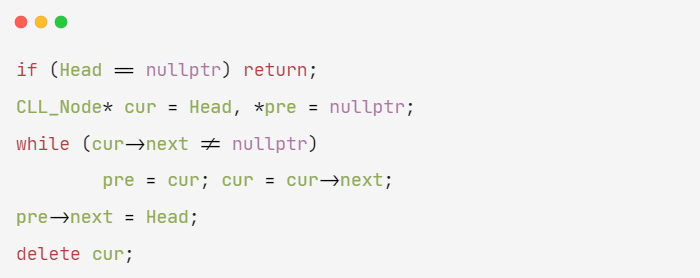 if (Head == nullptr) return;
CLL_Node* cur = Head, *pre = nullptr;
while (cur->next != nullptr)
        pre = cur; cur = cur->next;
pre->next = Head;
delete cur;